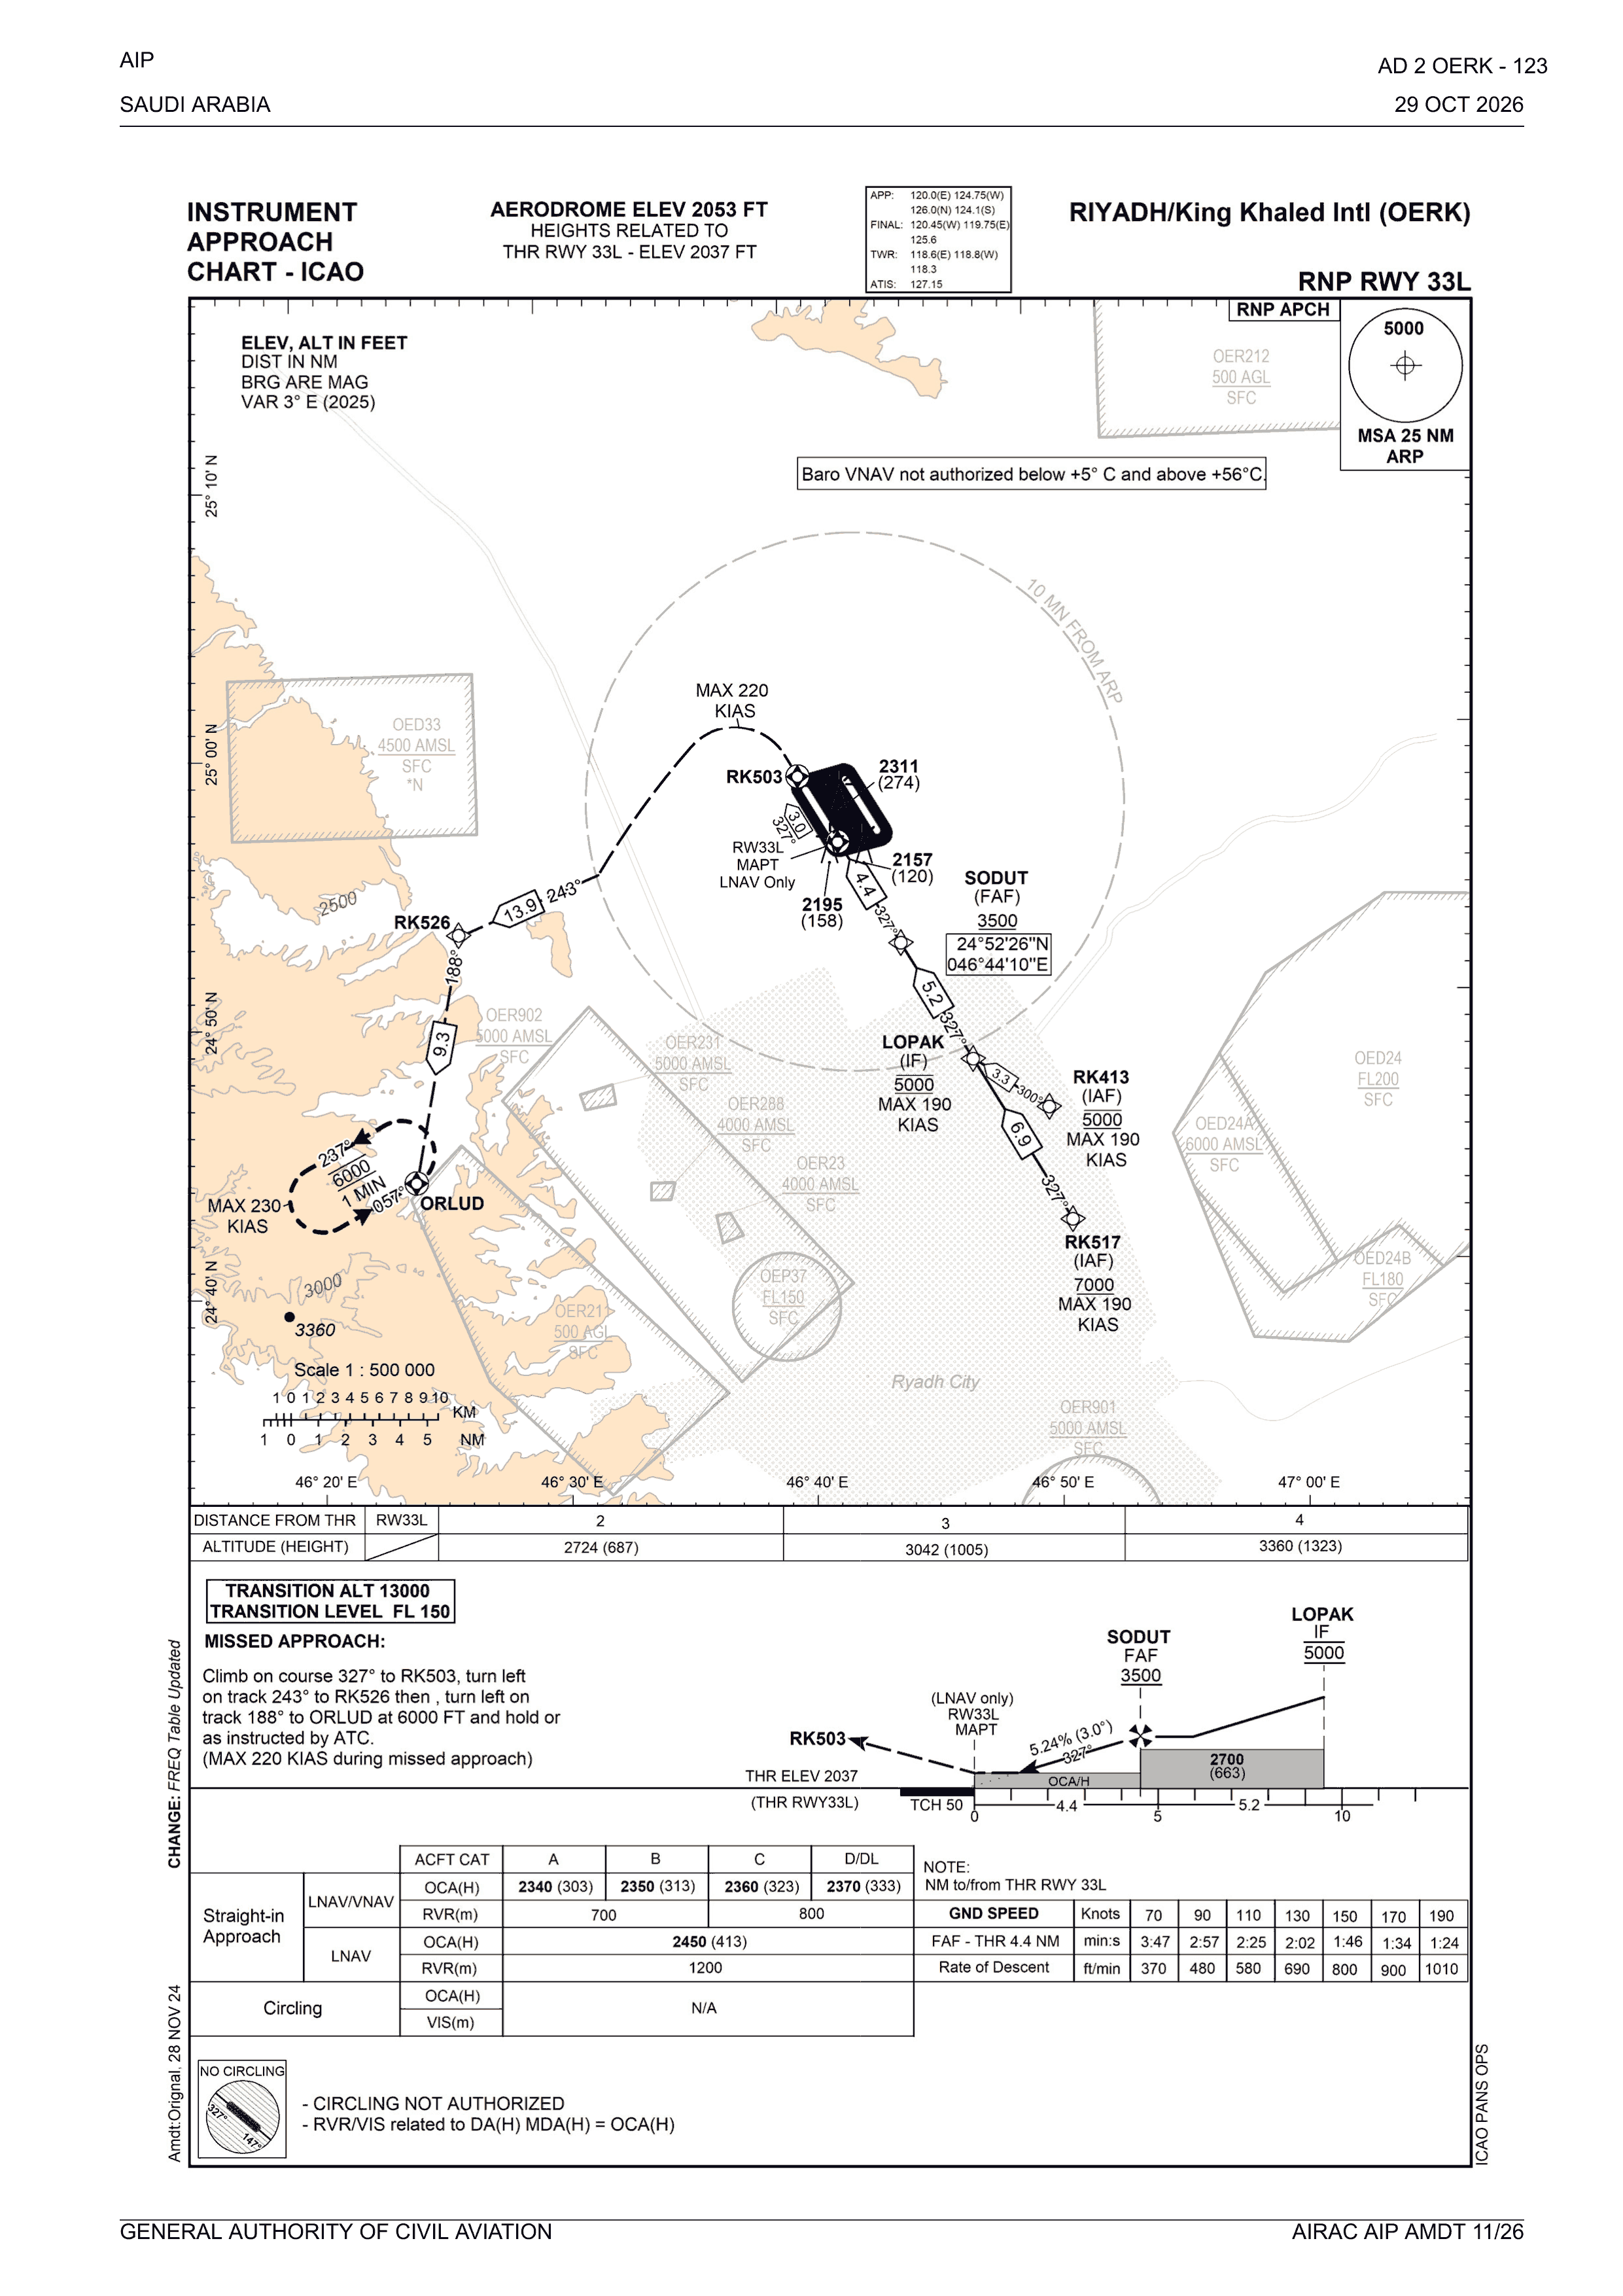 AIP
AD 2 OERK - 123
SAUDI ARABIA
29 OCT 2026
INSTRUMENT
APPROACH
CHART - ICAO
AERODROME ELEV 2053 FT
HEIGHTS RELATED TO
THR RWY 33L - ELEV 2037 FT
APP: 120.0(E) 124.75(W)
126.0(N) 124.1(S)
FINAL: 120.45(W) 119.75(E)
125.6
TWR: 118.6(E) 118.8(W)
118.3
ATIS: 127.15
RIYADH/King Khaled Intl (OERK)
RNP RWY 33L
RNP APCH
5000
MSA 25 NM
ARP
ELEV, ALT IN FEET
DIST IN NM
BRG ARE MAG
VAR 3° E (2025)
OER212
500 AGL
SFC
Baro VNAV not authorized below +5° C and above +56°C.
25° 10' N
10 MN FROM ARP
OED33
4500 AMSL
SFC
*N
25° 00' N
MAX 220
KIAS
RK503
2311
(274)
3.0
327°
RW33L
MAPT
LNAV Only
2157
(120)
2195
(158)
4.4
327°
SODUT
(FAF)
3500
24°52'26"N
046°44'10"E
2500
RK526
13.9
243°
188°
9.3
24° 50' N
OER902
5000 AMSL
SFC
OER231
5000 AMSL
SFC
5.2
327°
LOPAK
(IF)
5000
MAX 190
KIAS
3.3
300°
RK413
(IAF)
5000
MAX 190
KIAS
OED24
FL200
SFC
OER288
4000 AMSL
SFC
OED24A
6000 AMSL
SFC
6.9
327°
OER23
4000 AMSL
SFC
237°
6000
1 MIN
057°
MAX 230
KIAS
ORLUD
RK517
(IAF)
7000
MAX 190
KIAS
OED24B
FL180
SFC
OEP37
FL150
SFC
24° 40' N
3000
3360
OER211
500 AGL
SFC
Scale 1 : 500 000
1 0 1 2 3 4 5 6 7 8 9 10
KM
1 0 1 2 3 4 5
NM
Ryadh City
OER901
5000 AMSL
SFC
46° 20' E
46° 30' E
46° 40' E
46° 50' E
47° 00' E
DISTANCE FROM THR RW33L 2 3 4
ALTITUDE (HEIGHT) 2724 (687) 3042 (1005) 3360 (1323)
TRANSITION ALT 13000
TRANSITION LEVEL FL 150
MISSED APPROACH:
Climb on course 327° to RK503, turn left
on track 243° to RK526 then , turn left on
track 188° to ORLUD at 6000 FT and hold or
as instructed by ATC.
(MAX 220 KIAS during missed approach)
LOPAK
IF
5000
SODUT
FAF
3500
(LNAV only)
RW33L
MAPT
RK503
5.24% (3.0°)
327°
2700
(663)
OCA/H
THR ELEV 2037
(THR RWY33L)
TCH 50
4.4
5.2
0 5 10
ACFT CAT A B C D/DL
Straight-in
Approach
LNAV/VNAV
OCA(H) 2340 (303) 2350 (313) 2360 (323) 2370 (333)
RVR(m) 700 800
LNAV
OCA(H) 2450 (413)
RVR(m) 1200
Circling
OCA(H)
VIS(m)
N/A
NOTE:
NM to/from THR RWY 33L
GND SPEED Knots 70 90 110 130 150 170 190
FAF - THR 4.4 NM min:s 3:47 2:57 2:25 2:02 1:46 1:34 1:24
Rate of Descent ft/min 370 480 580 690 800 900 1010
NO CIRCLING
327°
147°
- CIRCLING NOT AUTHORIZED
- RVR/VIS related to DA(H) MDA(H) = OCA(H)
CHANGE: FREQ Table Updated
Amdt:Orignal, 28 NOV 24
ICAO PANS OPS
GENERAL AUTHORITY OF CIVIL AVIATION
AIRAC AIP AMDT 11/26